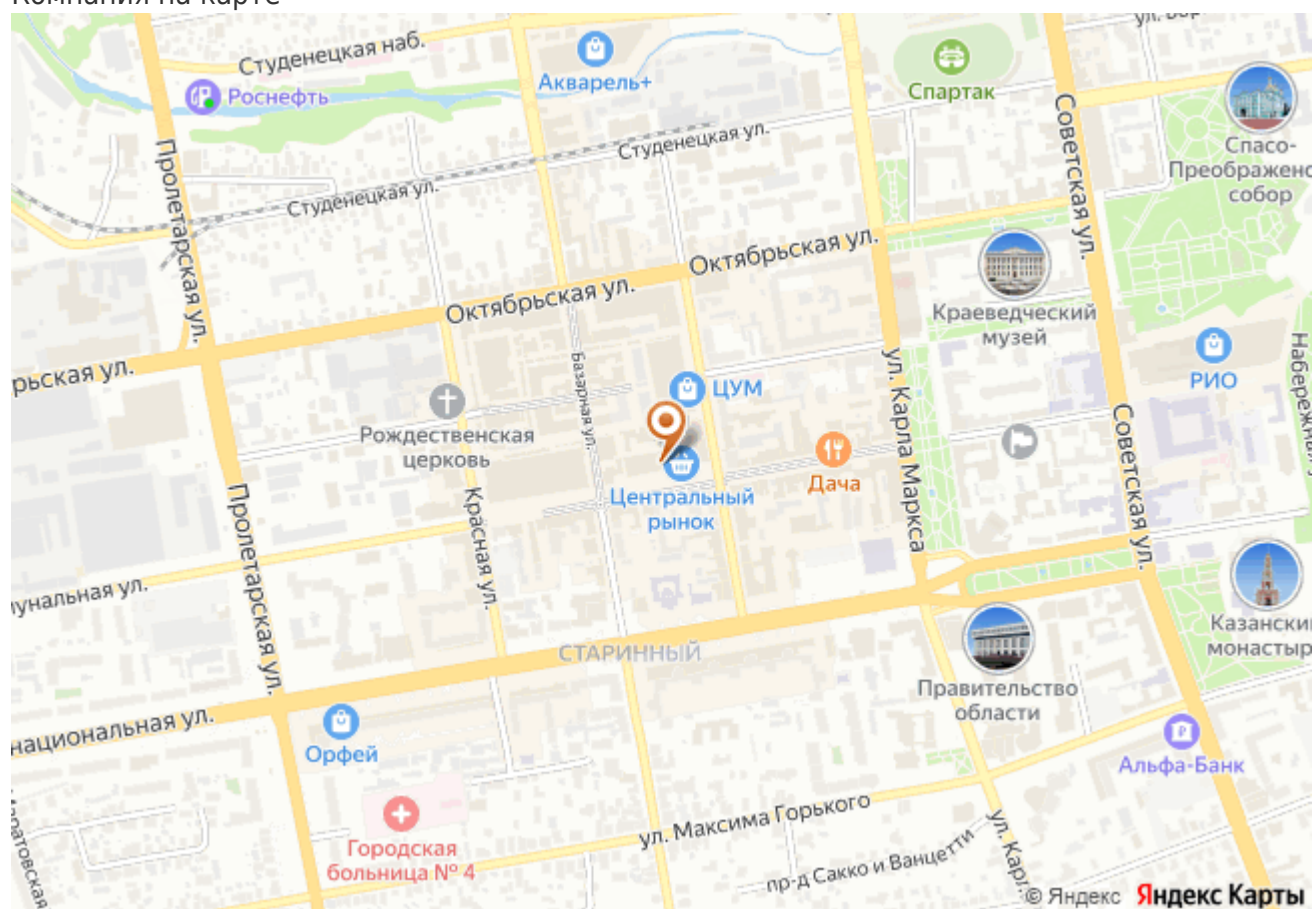 Компания на карте
Студенецкая наб.
Акварель+
Спартак
Роснефть
Советская ул.
Спасо-
Преображенс
собор
Студенецкая ул.
Пролетарская ул.
Студенецкая ул.
Октябрьская ул.
Октябрьская ул.
Краеведческий
музей
рьская ул.
Базарная ул.
ул. Карла Маркса
РИО
Набережная у
ЦУМ
Рождественская
церковь
Дача
Советская ул.
Центральный
рынок
Пролетарская ул.
Красная ул.
унальная ул.
Казански
монастыр
СТАРИННЫЙ
Правительство
области
национальная ул.
Орфей
Альфа-Банк
ул. Максима Горького
Городская
больница № 4
пр-д Сакко и Ванцетти
ул. Кар
© Яндекс Яндекс Карты